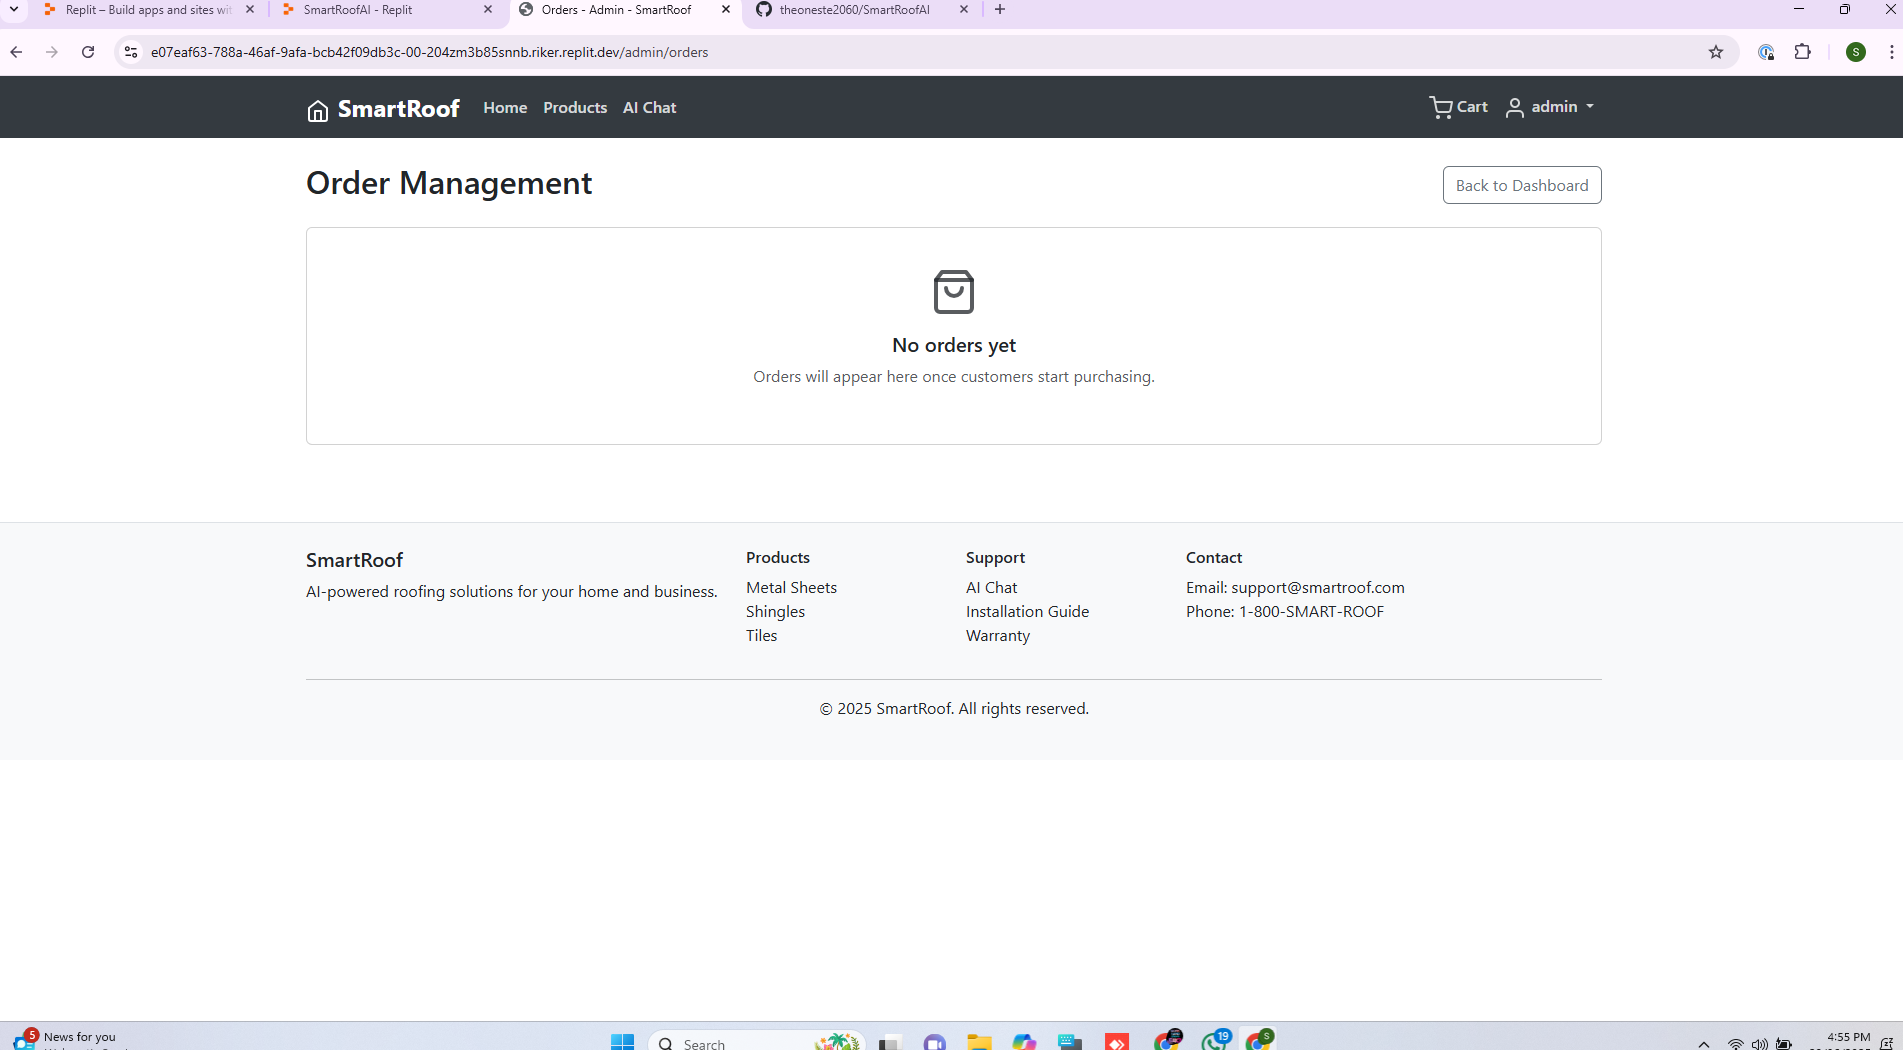 Replit – Build apps and sites wit
SmartRoofAI - Replit
Orders - Admin - SmartRoof
theoneste2060/SmartRoofAI
e07eaf63-788a-46af-9afa-bcb42f09db3c-00-204zm3b85snnb.riker.replit.dev/admin/orders
S
SmartRoof
Home
Products
AI Chat
Cart
admin
Order Management
Back to Dashboard
No orders yet
Orders will appear here once customers start purchasing.
SmartRoof
AI-powered roofing solutions for your home and business.
Products
Metal Sheets
Shingles
Tiles
Support
AI Chat
Installation Guide
Warranty
Contact
Email: support@smartroof.com
Phone: 1-800-SMART-ROOF
© 2025 SmartRoof. All rights reserved.
5
News for you
Search
19
S
4:55 PM